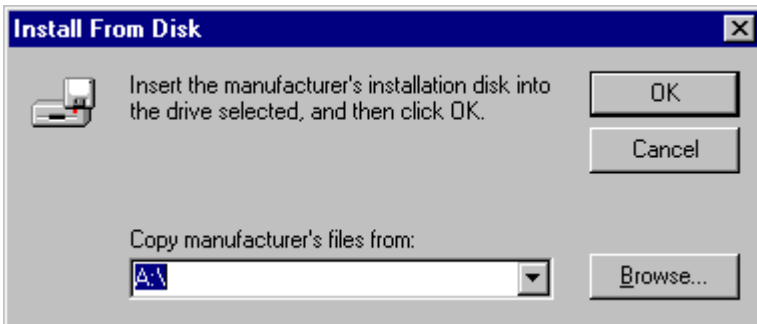 Install From Disk
Insert the manufacturer's installation disk into
the drive selected, and then click OK.
OK
Cancel
Copy manufacturer's files from:
A:\
Browse...